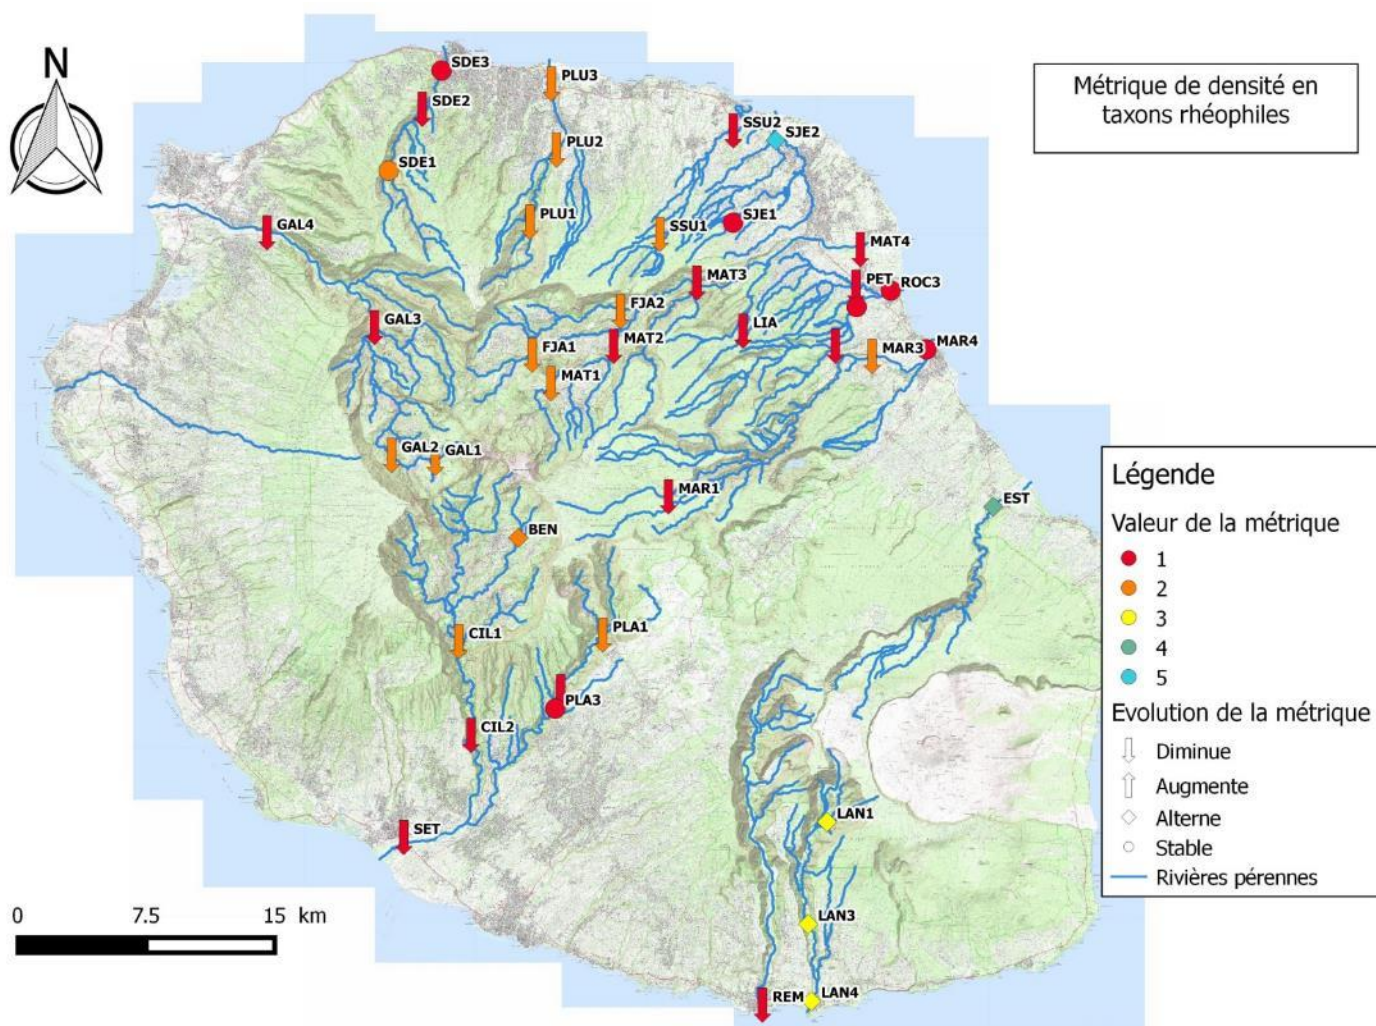 N
Métrique de densité en
taxons rhéophiles
SDE3
PLU3
SDE2
SSU2
SJE2
PLU2
SDE1
PLU1
SSU1
SJE1
GAL4
MAT4
MAT3
PET
ROC3
FJA2
GAL3
LIA
FJA1
MAT2
MAR3
MAR4
MAT1
GAL2
GAL1
MAR1
EST
BEN
CIL1
PLA1
PLA3
CIL2
SET
LAN1
LAN3
REM
LAN4
Légende
Valeur de la métrique
1
2
3
4
5
Evolution de la métrique
Diminue
Augmente
Alterne
Stable
Rivières pérennes
0 7.5 15 km